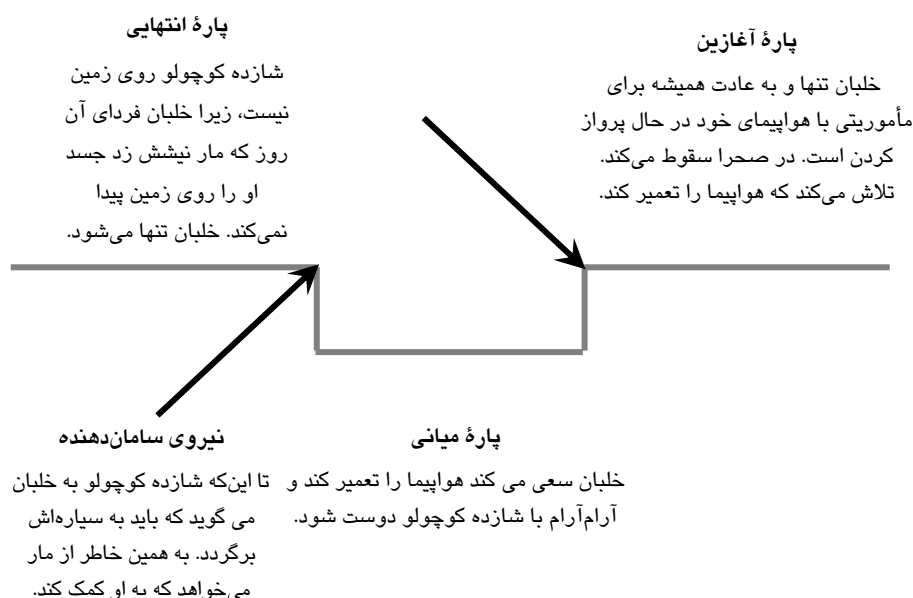 پارهٔ آغازین
خلبان تنها و به عادت همیشه برای
مأموریتی با هواپیمای خود در حال پرواز
کردن است. در صحرا سقوط می‌کند.
تلاش می‌کند که هواپیما را تعمیر کند.
پارهٔ انتهایی
شازده کوچولو روی زمین
نیست، زیرا خلبان فردای آن
روز که مار نیشش زد جسد
او را روی زمین پیدا
نمی‌کند. خلبان تنها می‌شود.
پارهٔ میانی
خلبان سعی می کند هواپیما را تعمیر کند و
آرام‌آرام با شازده کوچولو دوست شود.
نیروی سامان‌دهنده
تا این‌که شازده کوچولو به خلبان
می گوید که باید به سیاره‌اش
برگردد. به همین خاطر از مار
می‌خواهد که به او کمک کند.